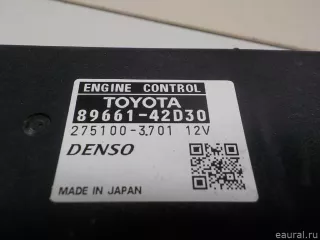 ENGINE CONTROL
TOYOTA
89661-42D30
275100-3701 12V
DENSO
MADE IN JAPAN
eaural.ru